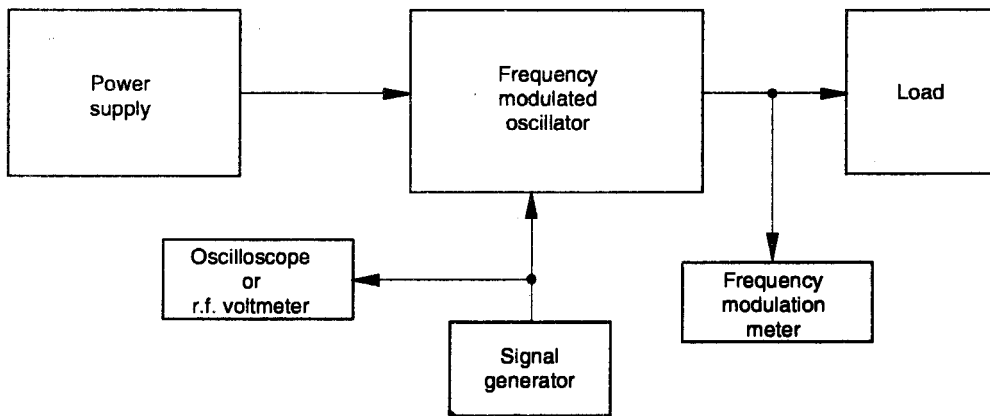 Power
supply
Frequency
modulated
oscillator
Load
Oscilloscope
or
r.f. voltmeter
Frequency
modulation
meter
Signal
generator